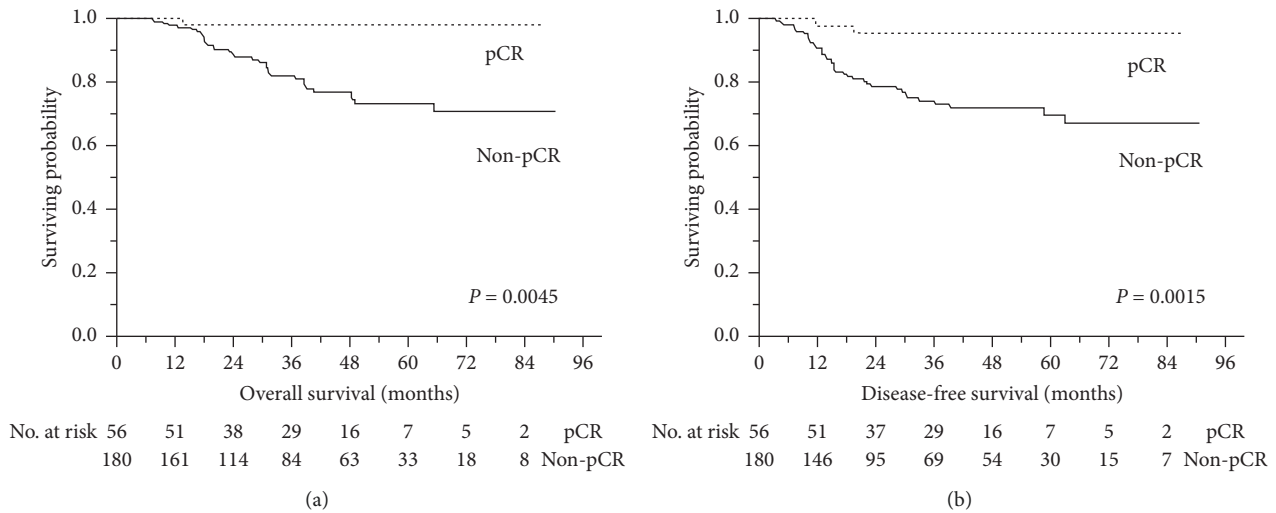 1.0
0.8
0.6
0.4
0.2
0.0
Surviving probability
pCR
Non-pCR
P = 0.0045
0 12 24 36 48 60 72 84 96
Overall survival (months)
No. at risk 56 51 38 29 16 7 5 2 pCR
180 161 114 84 63 33 18 8 Non-pCR
(a)
1.0
0.8
0.6
0.4
0.2
0.0
Surviving probability
pCR
Non-pCR
P = 0.0015
0 12 24 36 48 60 72 84 96
Disease-free survival (months)
No. at risk 56 51 37 29 16 7 5 2 pCR
180 146 95 69 54 30 15 7 Non-pCR
(b)